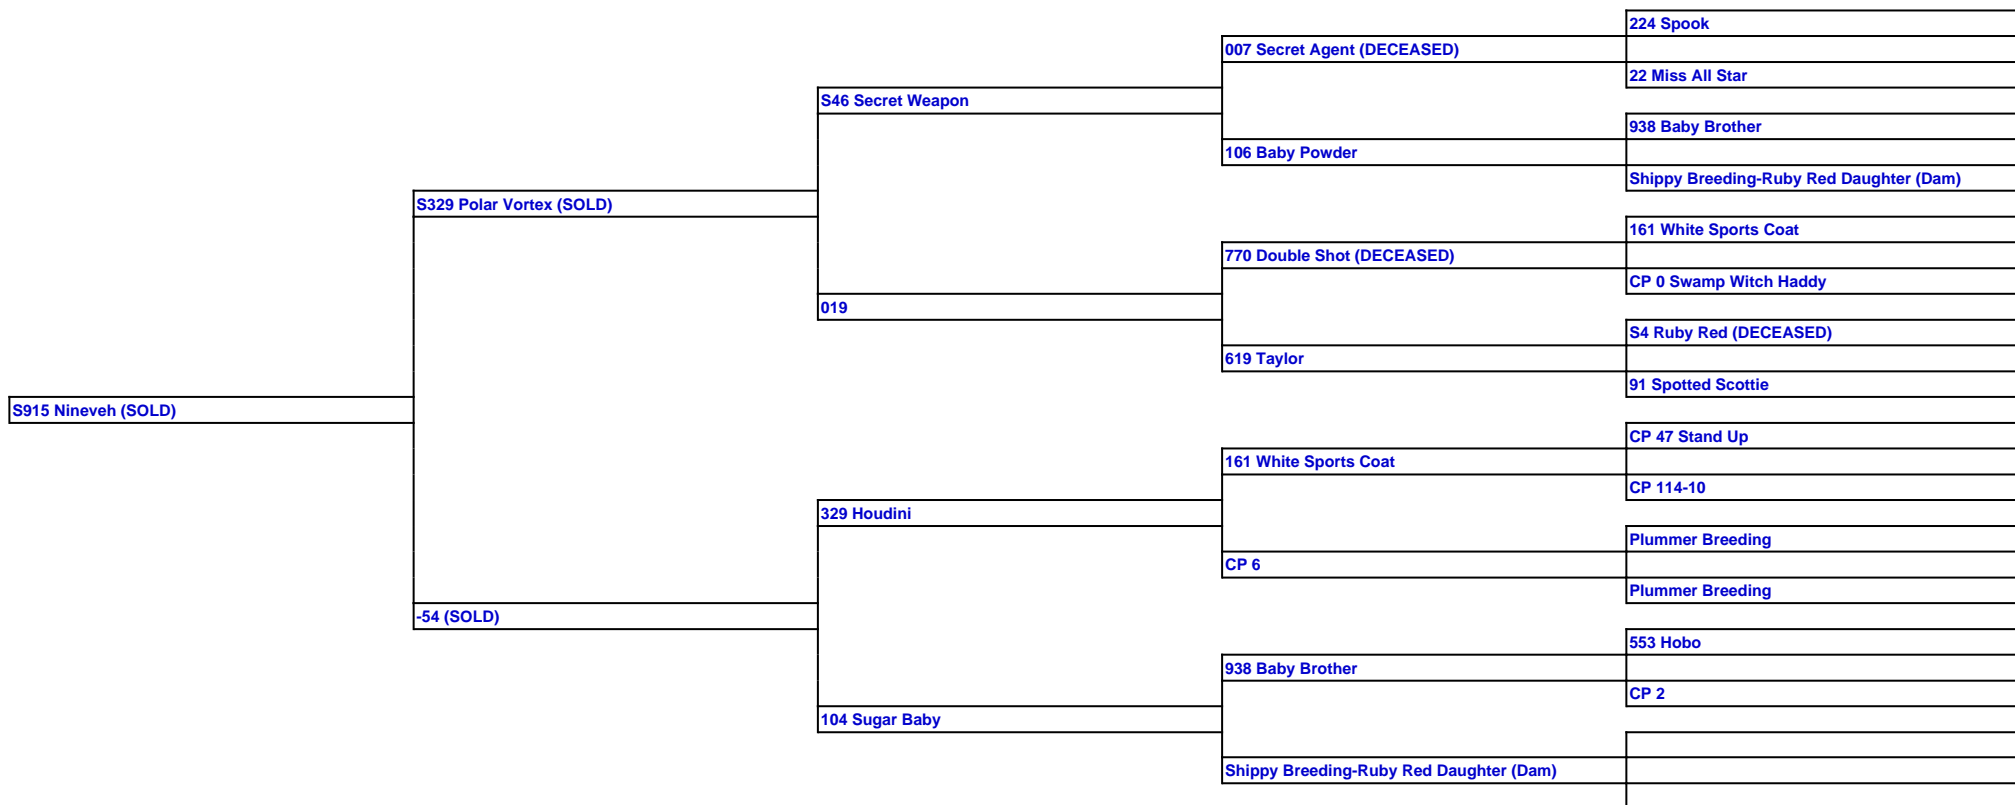 224 Spook
007 Secret Agent (DECEASED)
22 Miss All Star
S46 Secret Weapon
938 Baby Brother
106 Baby Powder
Shippy Breeding-Ruby Red Daughter (Dam)
S329 Polar Vortex (SOLD)
161 White Sports Coat
770 Double Shot (DECEASED)
CP 0 Swamp Witch Haddy
019
S4 Ruby Red (DECEASED)
619 Taylor
91 Spotted Scottie
S915 Nineveh (SOLD)
CP 47 Stand Up
161 White Sports Coat
CP 114-10
329 Houdini
Plummer Breeding
CP 6
Plummer Breeding
-54 (SOLD)
553 Hobo
938 Baby Brother
CP 2
104 Sugar Baby
Shippy Breeding-Ruby Red Daughter (Dam)